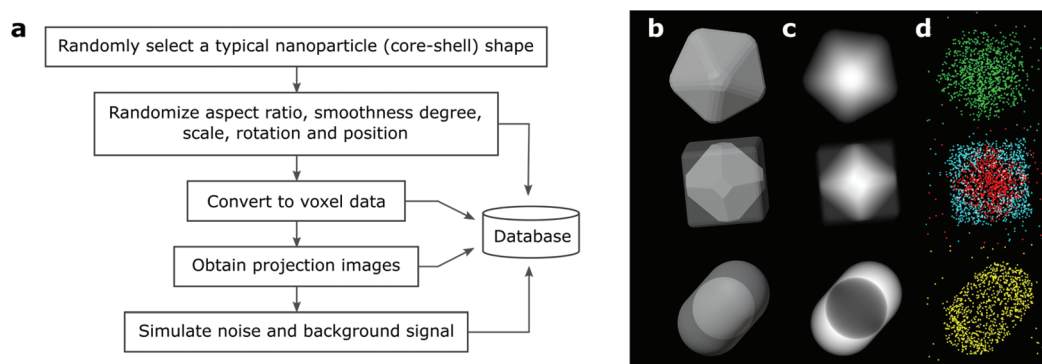 a
Randomly select a typical nanoparticle (core-shell) shape
Randomize aspect ratio, smoothness degree,
scale, rotation and position
Convert to voxel data
Database
Obtain projection images
Simulate noise and background signal
b
c
d